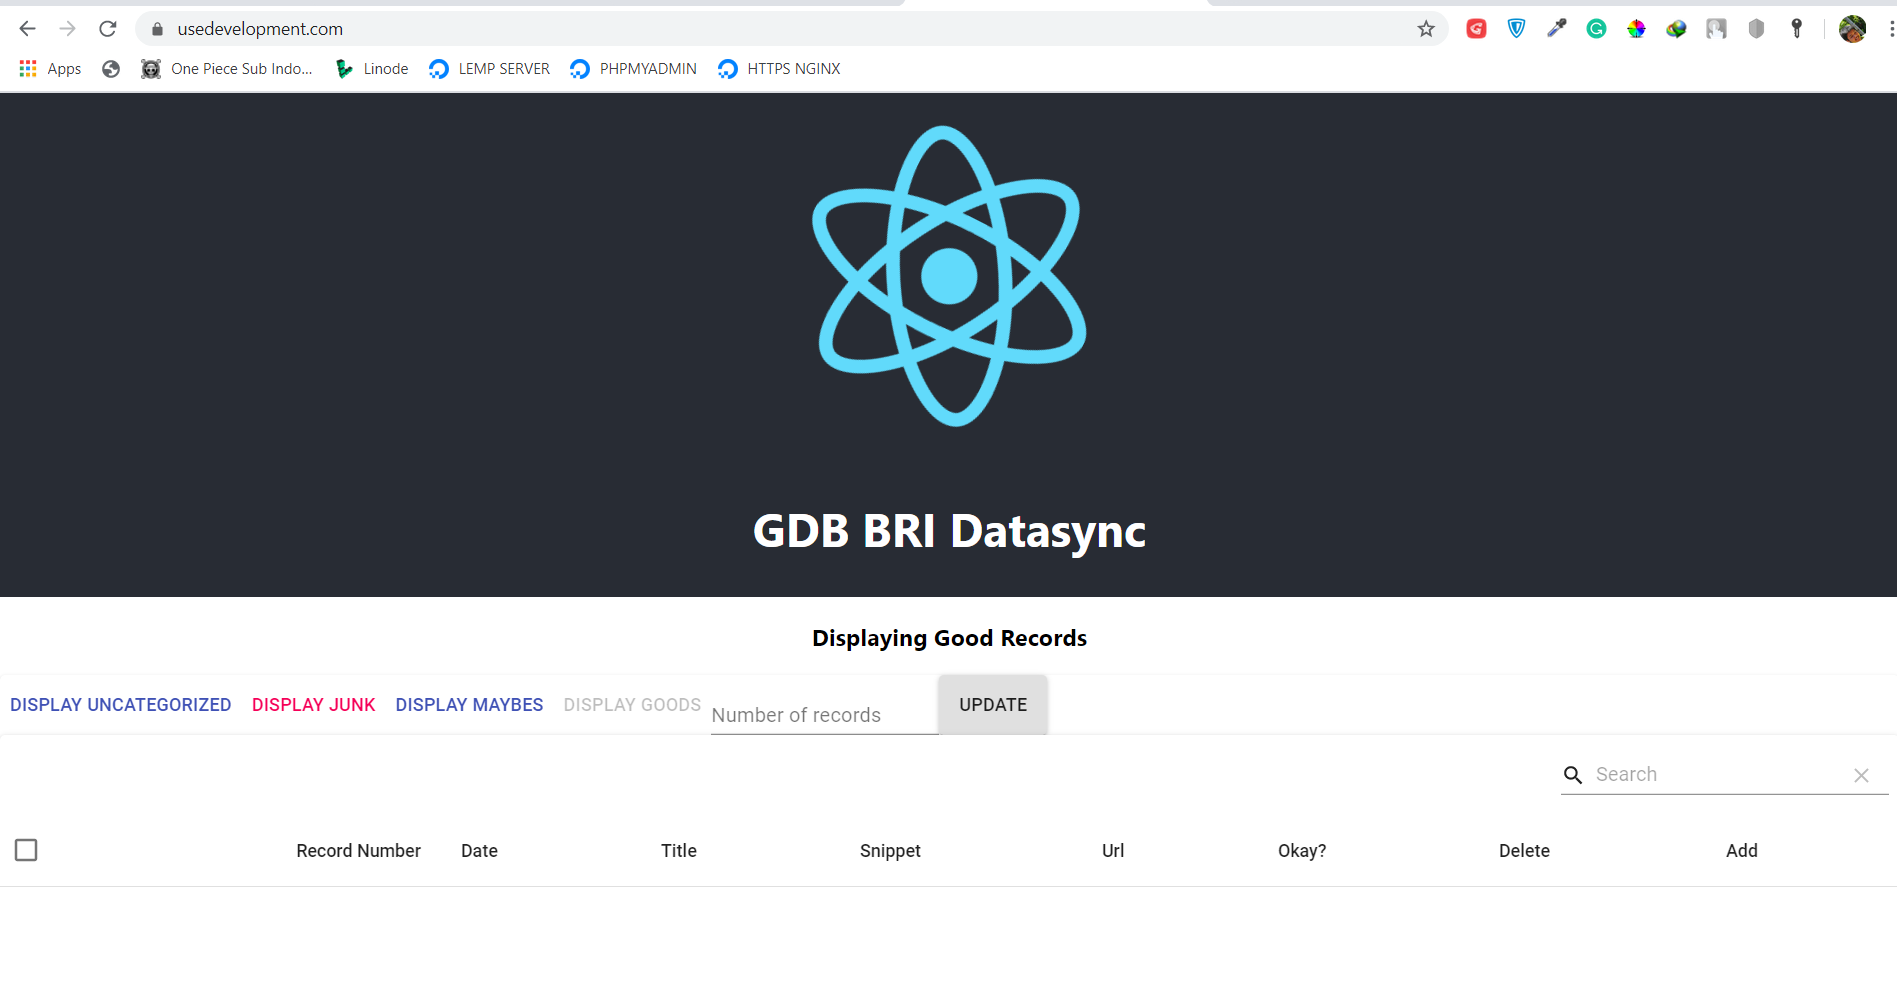 usedevelopment.com
Apps One Piece Sub Indo... Linode LEMP SERVER PHPMYADMIN HTTPS NGINX
GDB BRI Datasync
Displaying Good Records
DISPLAY UNCATEGORIZED DISPLAY JUNK DISPLAY MAYBES DISPLAY GOODS Number of records UPDATE
Search
Record Number Date Title Snippet Url Okay? Delete Add